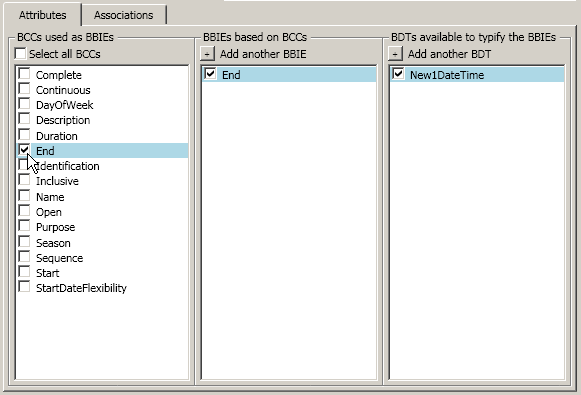 Attributes
Associations
BCCs used as BBIEs
Select all BCCs
Complete
Continuous
DayOfWeek
Description
Duration
End
Identification
Inclusive
Name
Open
Purpose
Season
Sequence
Start
StartDateFlexibility
BBIEs based on BCCs
+ Add another BBIE
End
BDTs available to typify the BBIEs
+ Add another BDT
New1DateTime